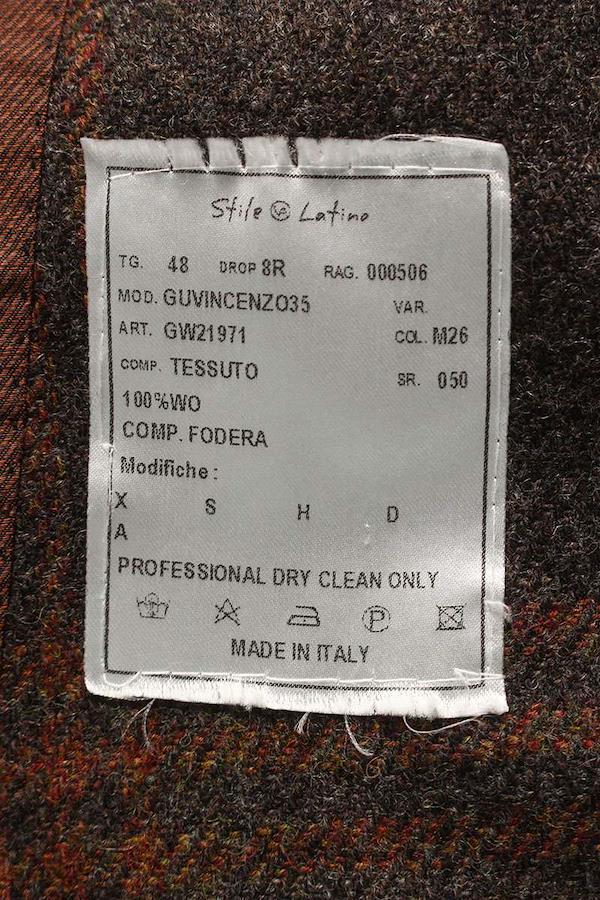 Stile Latino
TG. 48 DROP 8R RAG. 000506
MOD. GUVINCENZO35 VAR.
ART. GW21971 COL. M26
COMP. TESSUTO SR. 050
100%WO
COMP. FODERA
Modifiche :
X S H D
A
PROFESSIONAL DRY CLEAN ONLY
P
MADE IN ITALY